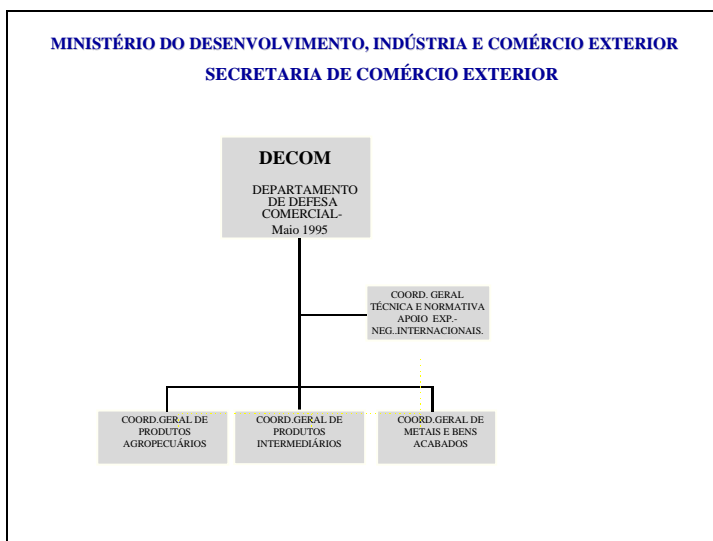 MINISTÉRIO DO DESENVOLVIMENTO, INDÚSTRIA E COMÉRCIO EXTERIOR
SECRETARIA DE COMÉRCIO EXTERIOR
DECOM
DEPARTAMENTO
DE DEFESA
COMERCIAL-
Maio 1995
COORD. GERAL
TÉCNICA E NORMATIVA
APOIO EXP.-
NEG..INTERNACIONAIS.
COORD.GERAL DE
PRODUTOS
AGROPECUÁRIOS
COORD.GERAL DE
PRODUTOS
INTERMEDIÁRIOS
COORD.GERAL DE
METAIS E BENS
ACABADOS